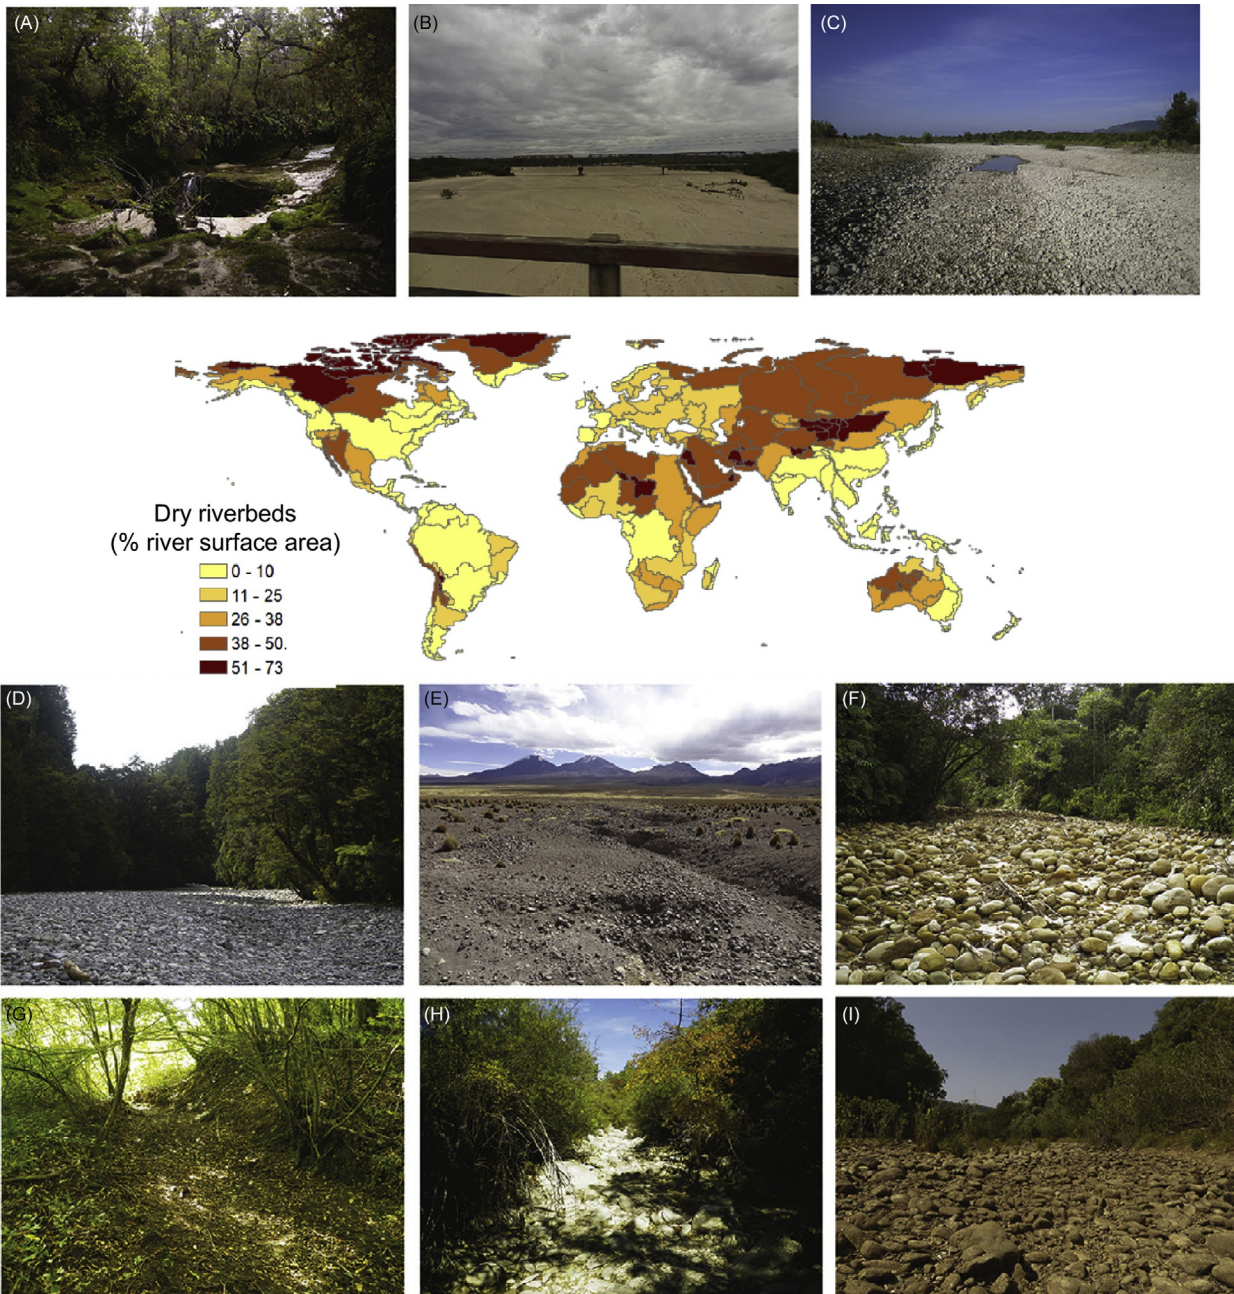 (A)
(B)
(C)
Dry riverbeds
(% river surface area)
0 - 10
11 - 25
26 - 38
38 - 50.
51 - 73
(D)
(E)
(F)
(G)
(H)
(I)